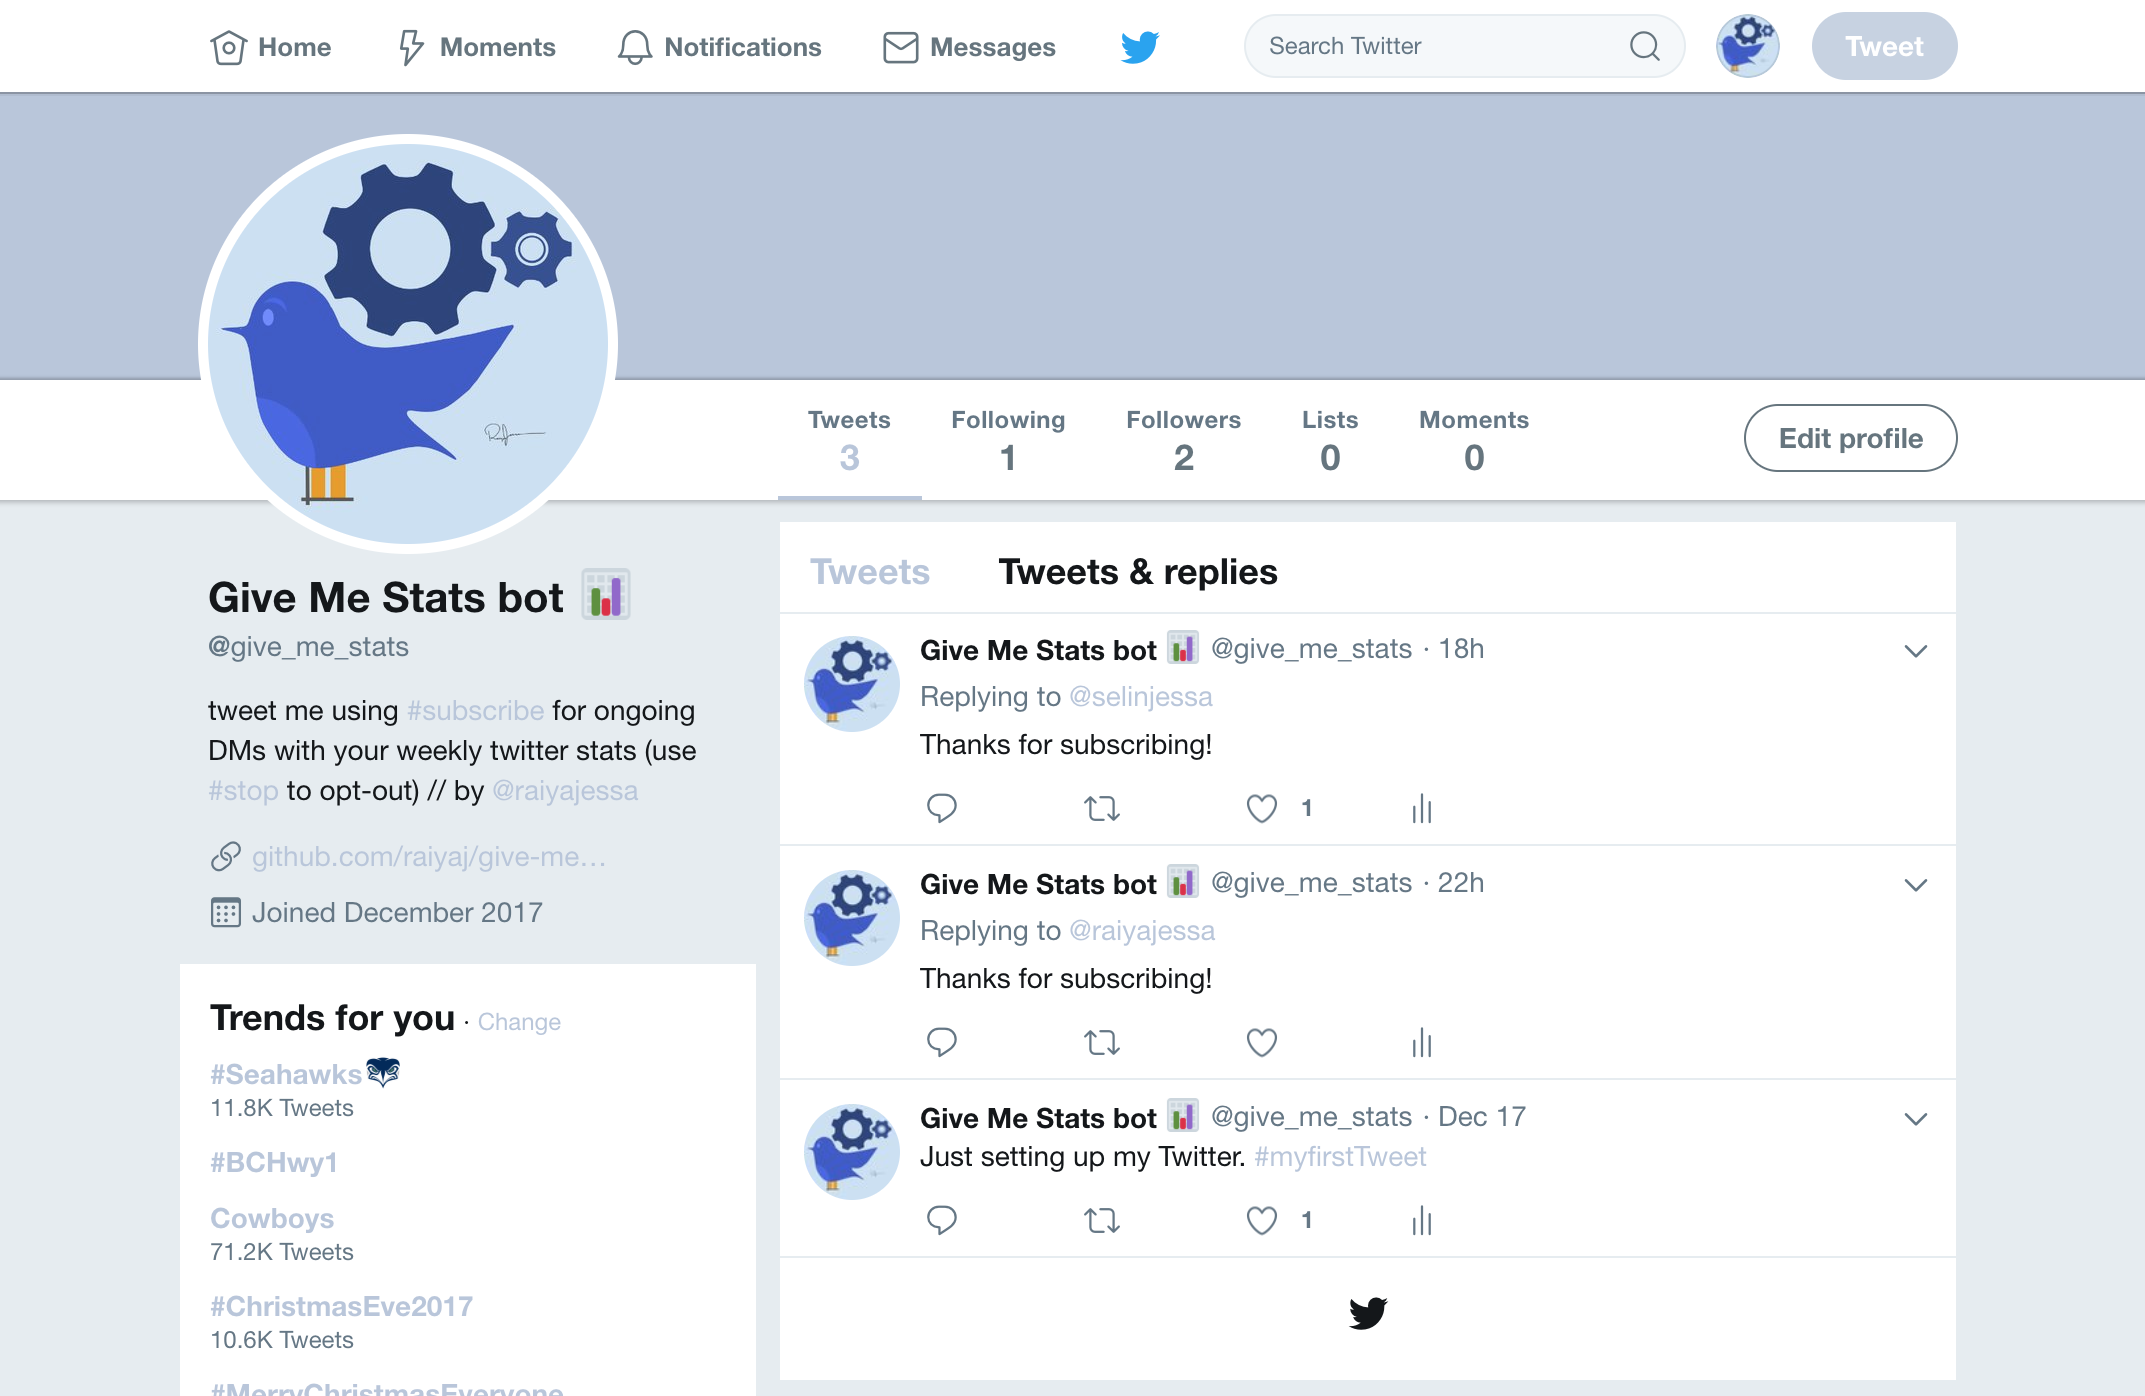 Home Moments Notifications Messages Search Twitter Tweet
Tweets Following Followers Lists Moments
3 1 2 0 0
Edit profile
Give Me Stats bot 📊
@give_me_stats
tweet me using #subscribe for ongoing
DMs with your weekly twitter stats (use
#stop to opt-out) // by @raiyajessa
github.com/raiyaj/give-me…
Joined December 2017
Trends for you · Change
#Seahawks
11.8K Tweets
#BCHwy1
Cowboys
71.2K Tweets
#ChristmasEve2017
10.6K Tweets
#MerryChristmasEveryone
Tweets Tweets & replies
Give Me Stats bot 📊 @give_me_stats · 18h
Replying to @selinjessa
Thanks for subscribing!
1
Give Me Stats bot 📊 @give_me_stats · 22h
Replying to @raiyajessa
Thanks for subscribing!
Give Me Stats bot 📊 @give_me_stats · Dec 17
Just setting up my Twitter. #myfirstTweet
1